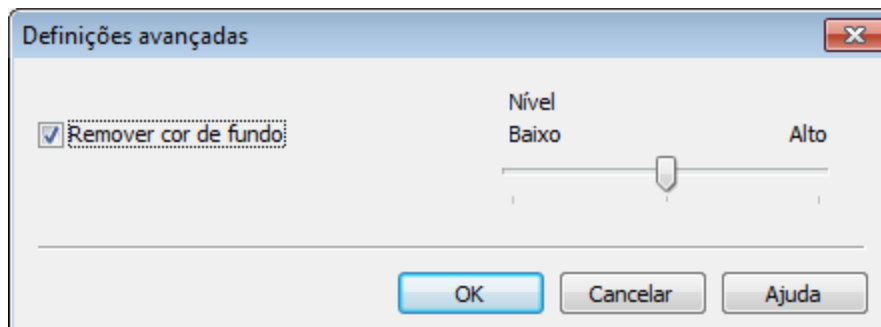 Definições avançadas
Nível
Remover cor de fundo
Baixo Alto
OK Cancelar Ajuda